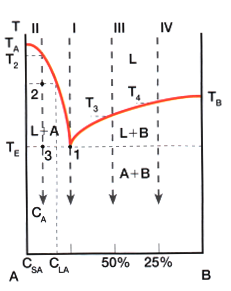 T II I III IV
T_A
T_2
L
2
T_3 T_4
T_B
L+A L+B
T_E 3 1
A+B
C_A
C_SA C_LA 50% 25%
A B